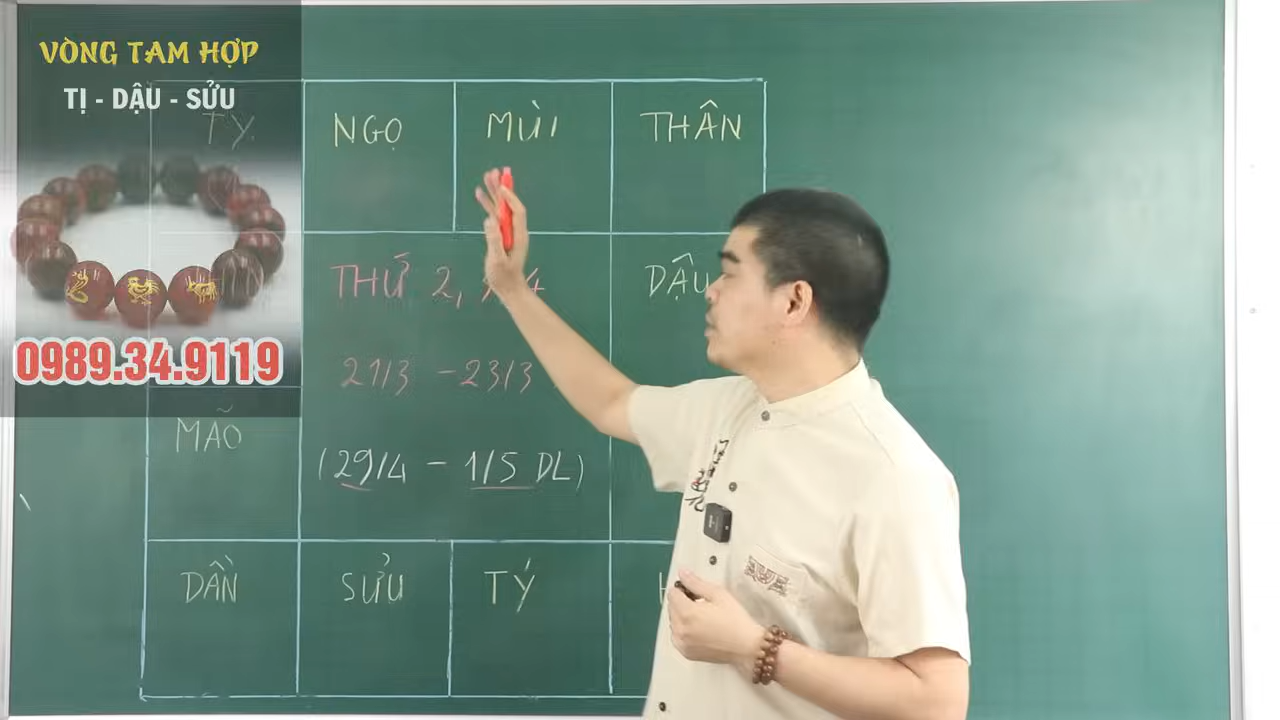 VÒNG TAM HỢP
TỊ - DẬU - SỬU
TỴ
NGỌ
MÙI
THÂN
THỨ 2,
DẬU
0989.34.9119
21/3 - 23/3
MÃO
(29/4 - 1/5 DL)
DẦN
SỬU
TÝ